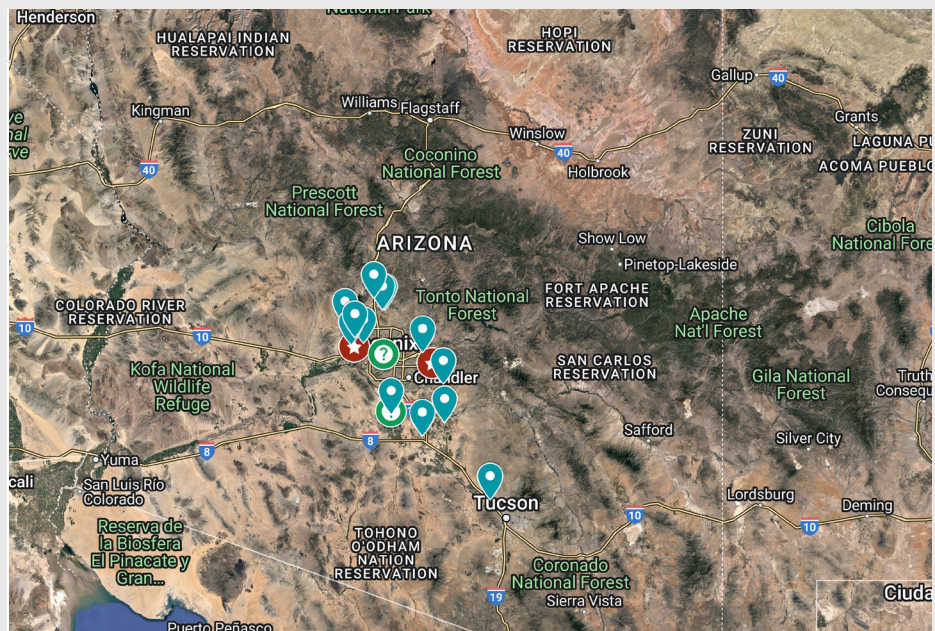 National Park
Henderson
HUALAPAI INDIAN
RESERVATION
HOPI
RESERVATION
Gallup
40
Kingman
Williams
Flagstaff
Grants
ve
nal
rve
Winslow
ZUNI
RESERVATION
LAGUNA PU
40
40
Coconino
National Forest
Holbrook
ACOMA PUEBLO
Prescott
National Forest
Cibola
National Fore
ARIZONA
Show Low
Pinetop-Lakeside
COLORADO RIVER
RESERVATION
Tonto National
Forest
FORT APACHE
RESERVATION
Apache
Nat'l Forest
10
10
nix
?
SAN CARLOS
RESERVATION
Kofa National
Wildlife
Refuge
Chandler
Gila National
Forest
Truth
Consequ
8
8
Safford
Silver City
Yuma
cali
San Luis Río
Colorado
Tucson
Lordsburg
Deming
10
10
Reserva de
la Biosfera
El Pinacate y
Gran...
TOHONO
O'ODHAM
NATION
RESERVATION
Coronado
National Forest
19
Sierra Vista
Ciuda
Puerto Peñasco